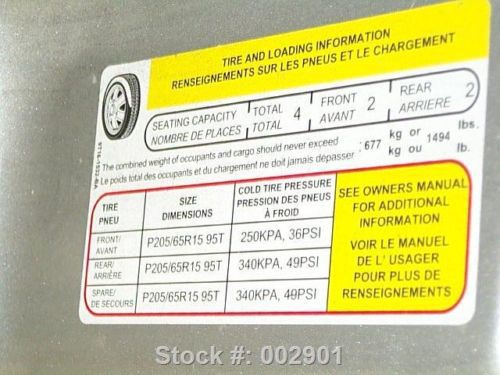 TIRE AND LOADING INFORMATION
RENSEIGNEMENTS SUR LES PNEUS ET LE CHARGEMENT
SEATING CAPACITY TOTAL 4 FRONT 2 REAR 2
NOMBRE DE PLACES TOTAL AVANT ARRIERE
The combined weight of occupants and cargo should never exceed : 677 kg or 1494 lbs.
Le poids total des occupants et du chargement ne doit jamais dépasser kg ou lb.
TIRE PNEU SIZE DIMENSIONS COLD TIRE PRESSURE PRESSION DES PNEUS À FROID
FRONT/ AVANT P205/65R15 95T 250KPA, 36PSI
REAR/ ARRIÈRE P205/65R15 95T 340KPA, 49PSI
SPARE/ DE SECOURS P205/65R15 95T 340KPA, 49PSI
SEE OWNERS MANUAL
FOR ADDITIONAL
INFORMATION
VOIR LE MANUEL
DE L' USAGER
POUR PLUS DE
RENSEIGNEMENTS
Stock #: 002901